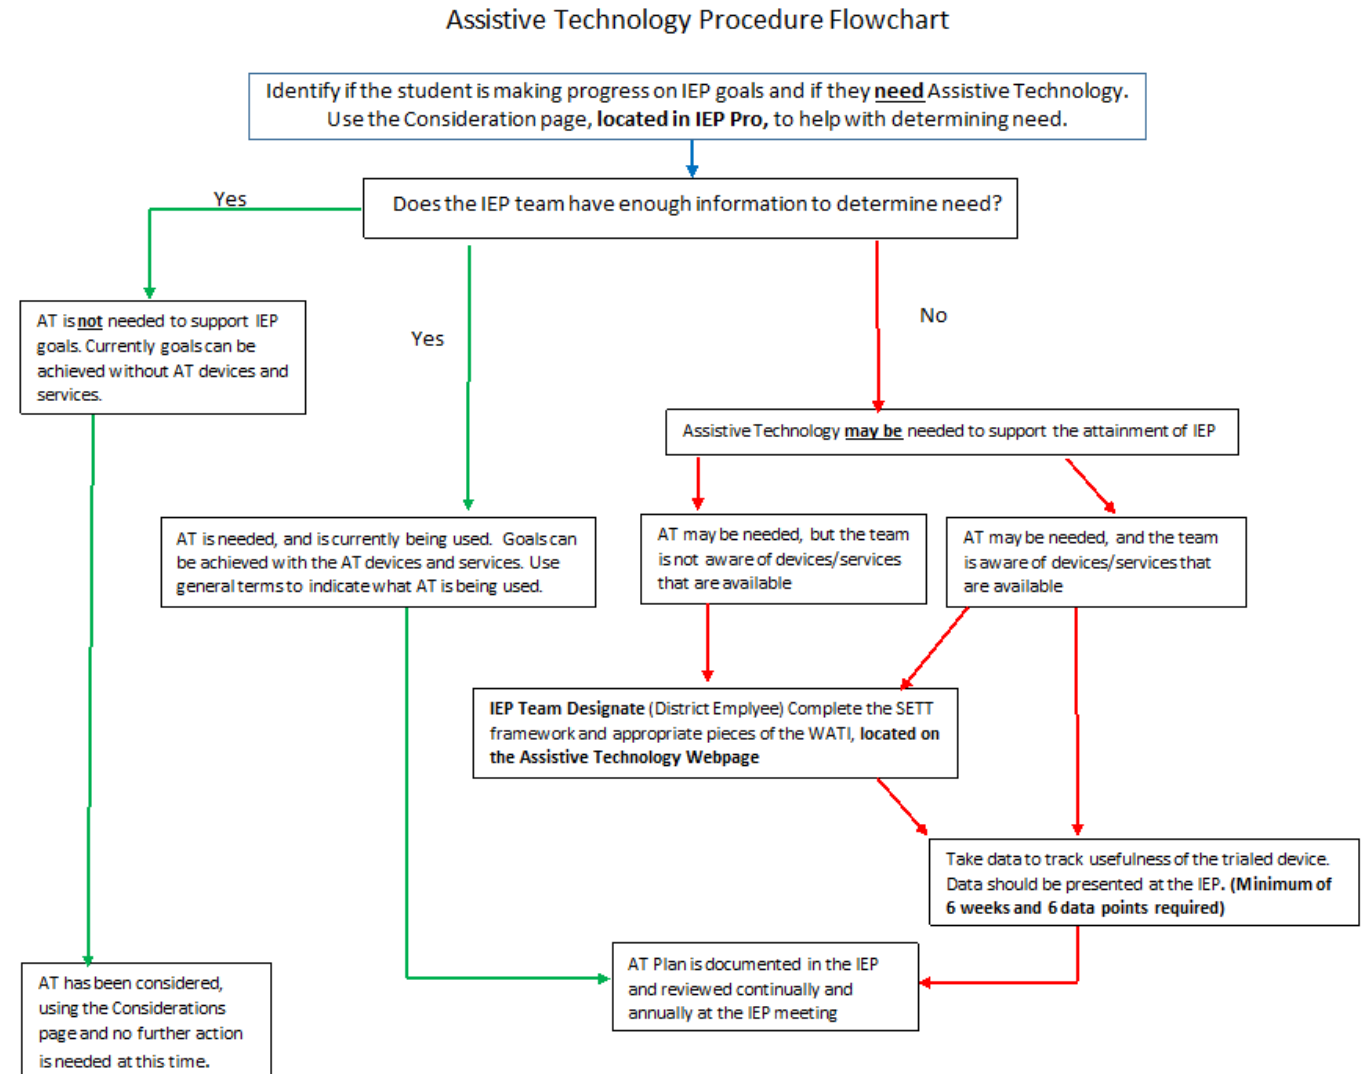 Assistive Technology Procedure Flowchart
Identify if the student is making progress on IEP goals and if they need Assistive Technology.
Use the Consideration page, located in IEP Pro, to help with determining need.
Does the IEP team have enough information to determine need?
Yes
Yes
No
AT is not needed to support IEP
goals. Currently goals can be
achieved without AT devices and
services.
Assistive Technology may be needed to support the attainment of IEP
AT is needed, and is currently being used. Goals can
be achieved with the AT devices and services. Use
general terms to indicate what AT is being used.
AT may be needed, but the team
is not aware of devices/services
that are available
AT may be needed, and the team
is aware of devices/services that
are available
IEP Team Designate (District Emplyee) Complete the SETT
framework and appropriate pieces of the WATI, located on
the Assistive Technology Webpage
Take data to track usefulness of the trialed device.
Data should be presented at the IEP. (Minimum of
6 weeks and 6 data points required)
AT Plan is documented in the IEP
and reviewed continually and
annually at the IEP meeting
AT has been considered,
using the Considerations
page and no further action
is needed at this time.